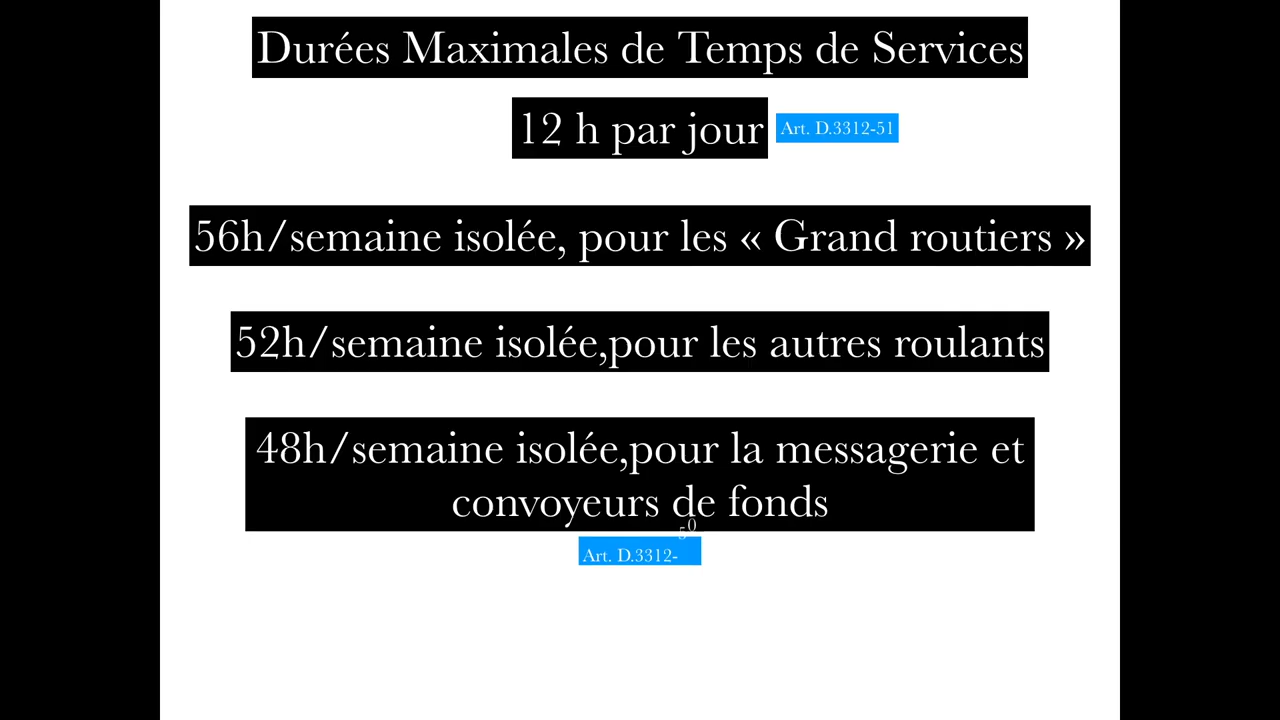 Durées Maximales de Temps de Services
12 h par jour Art. D.3312-51
56h/semaine isolée, pour les « Grand routiers »
52h/semaine isolée,pour les autres roulants
48h/semaine isolée,pour la messagerie et
convoyeurs de fonds
Art. D.3312-50